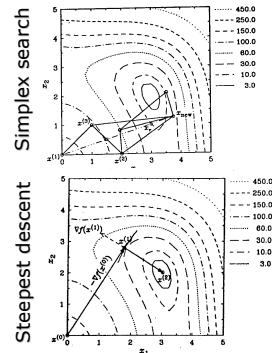 Simplex search
5
4
3
2
1
0
x₂
x⁽³⁾
x_new
x_r
x⁽¹⁾
x⁽²⁾
0 1 2 3 4 5
450.0
250.0
150.0
100.0
60.0
30.0
10.0
3.0
Steepest descent
5
4
3
2
1
x₂
∇f(x⁽¹⁾)
x⁽¹⁾
-∇f(x⁽⁰⁾)
x⁽²⁾
x⁽⁰⁾
0 1 2 3 4 5
x₁
450.0
250.0
150.0
100.0
60.0
30.0
10.0
3.0